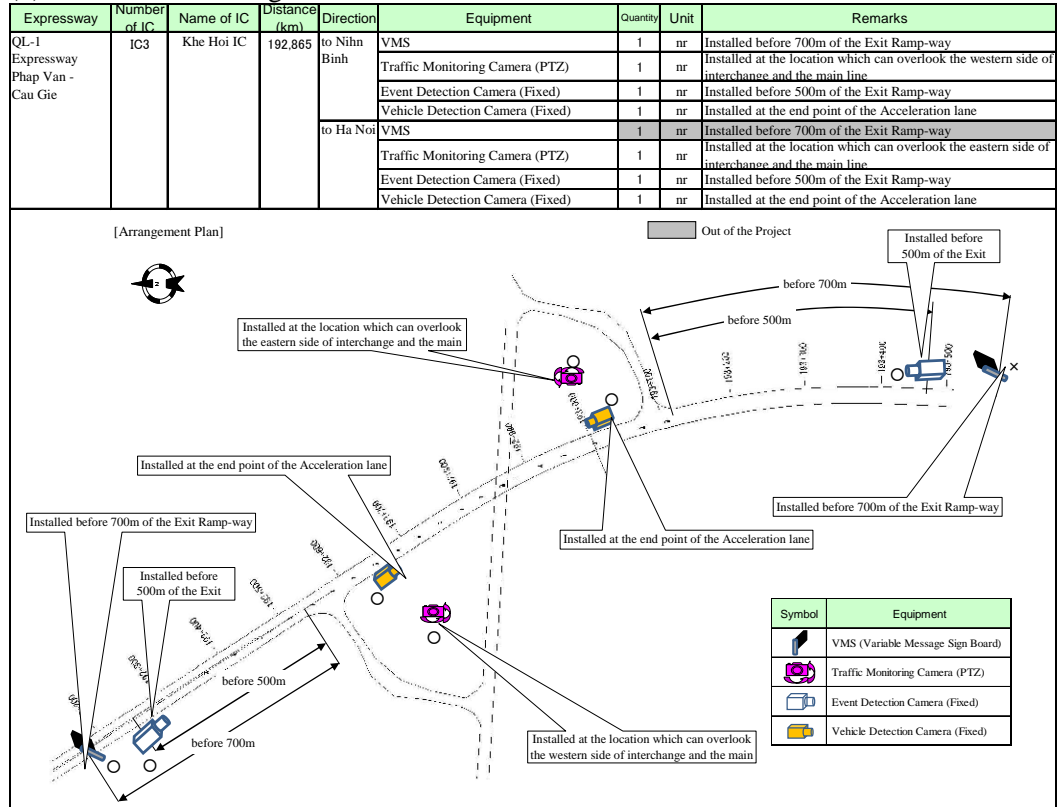 Expressway Number of IC Name of IC Distance (km) Direction Equipment Quantity Unit Remarks
QL-1 Expressway Phap Van - Cau Gie IC3 Khe Hoi IC 192,865 to Nihn Binh VMS 1 nr Installed before 700m of the Exit Ramp-way
Traffic Monitoring Camera (PTZ) 1 nr Installed at the location which can overlook the western side of interchange and the main line
Event Detection Camera (Fixed) 1 nr Installed before 500m of the Exit Ramp-way
Vehicle Detection Camera (Fixed) 1 nr Installed at the end point of the Acceleration lane
to Ha Noi VMS 1 nr Installed before 700m of the Exit Ramp-way
Traffic Monitoring Camera (PTZ) 1 nr Installed at the location which can overlook the eastern side of interchange and the main line
Event Detection Camera (Fixed) 1 nr Installed before 500m of the Exit Ramp-way
Vehicle Detection Camera (Fixed) 1 nr Installed at the end point of the Acceleration lane
[Arrangement Plan]
Out of the Project
Installed before
500m of the Exit
before 700m
before 500m
Installed at the location which can overlook
the eastern side of interchange and the main
Installed at the end point of the Acceleration lane
Installed before 700m of the Exit Ramp-way
Installed at the end point of the Acceleration lane
Installed before 700m of the Exit Ramp-way
Installed before
500m of the Exit
before 500m
before 700m
Installed at the location which can overlook
the western side of interchange and the main
Symbol Equipment
VMS (Variable Message Sign Board)
Traffic Monitoring Camera (PTZ)
Event Detection Camera (Fixed)
Vehicle Detection Camera (Fixed)